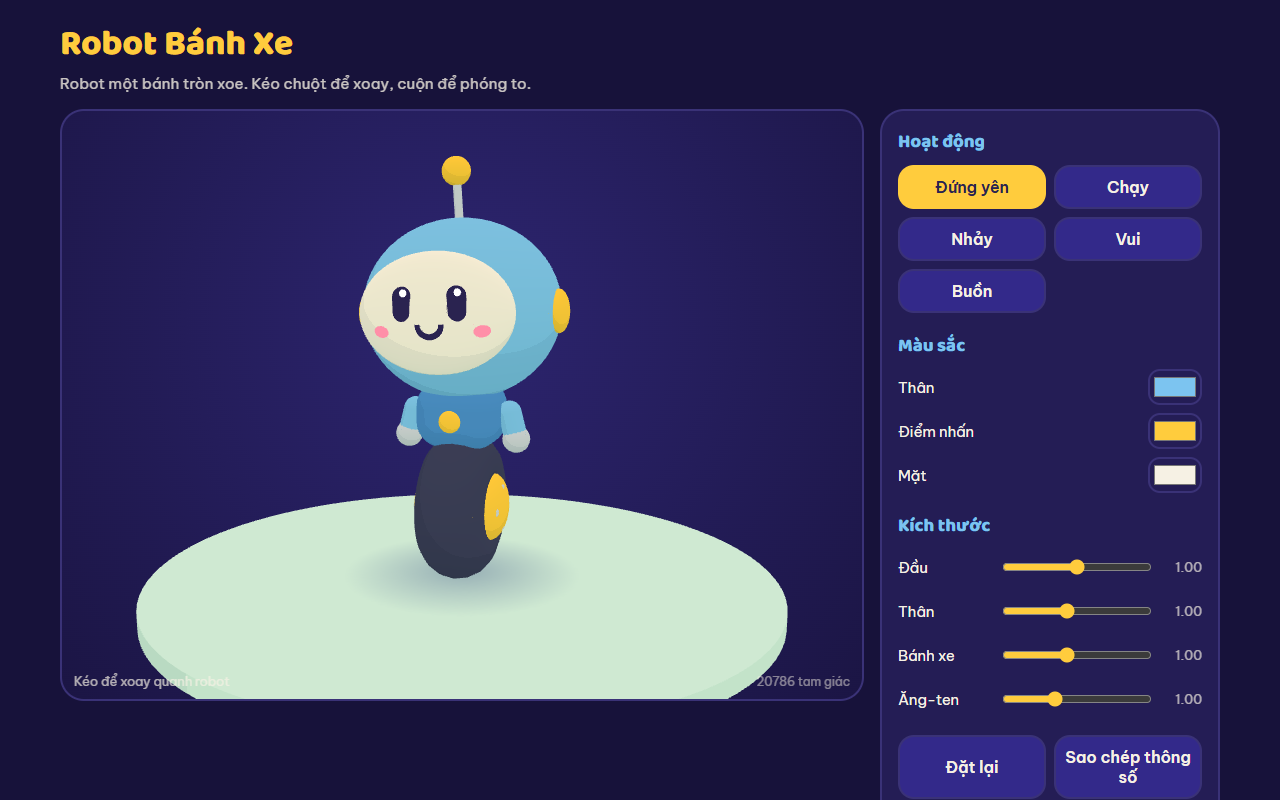 Robot Bánh Xe
Robot một bánh tròn xoe. Kéo chuột để xoay, cuộn để phóng to.
Kéo để xoay quanh robot
20786 tam giác
Hoạt động
Đứng yên
Chạy
Nhảy
Vui
Buồn
Màu sắc
Thân
Điểm nhấn
Mặt
Kích thước
Đầu 1.00
Thân 1.00
Bánh xe 1.00
Ăng-ten 1.00
Đặt lại
Sao chép thông
số